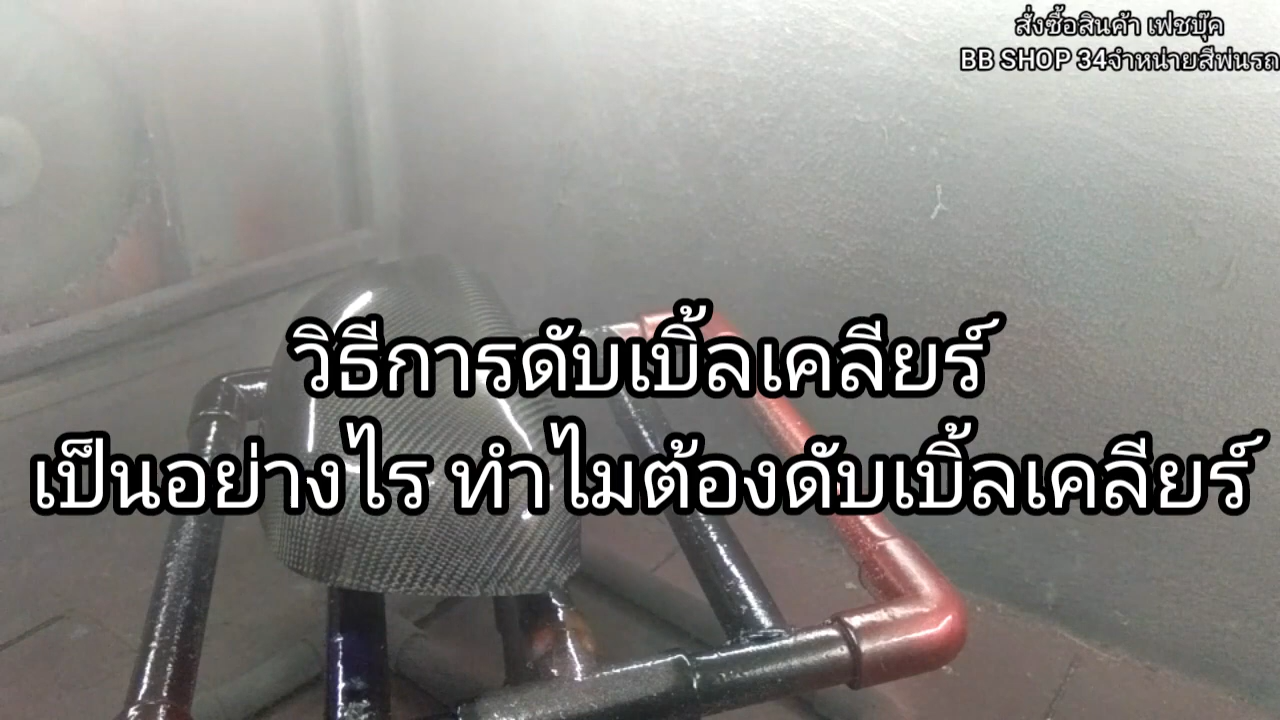 สั่งซื้อสินค้า เฟชบุ๊ค
BB SHOP 34จำหน่ายสีพ่นรถ
วิธีการดับเบิ้ลเคลียร์
เป็นอย่างไร ทำไมต้องดับเบิ้ลเคลียร์